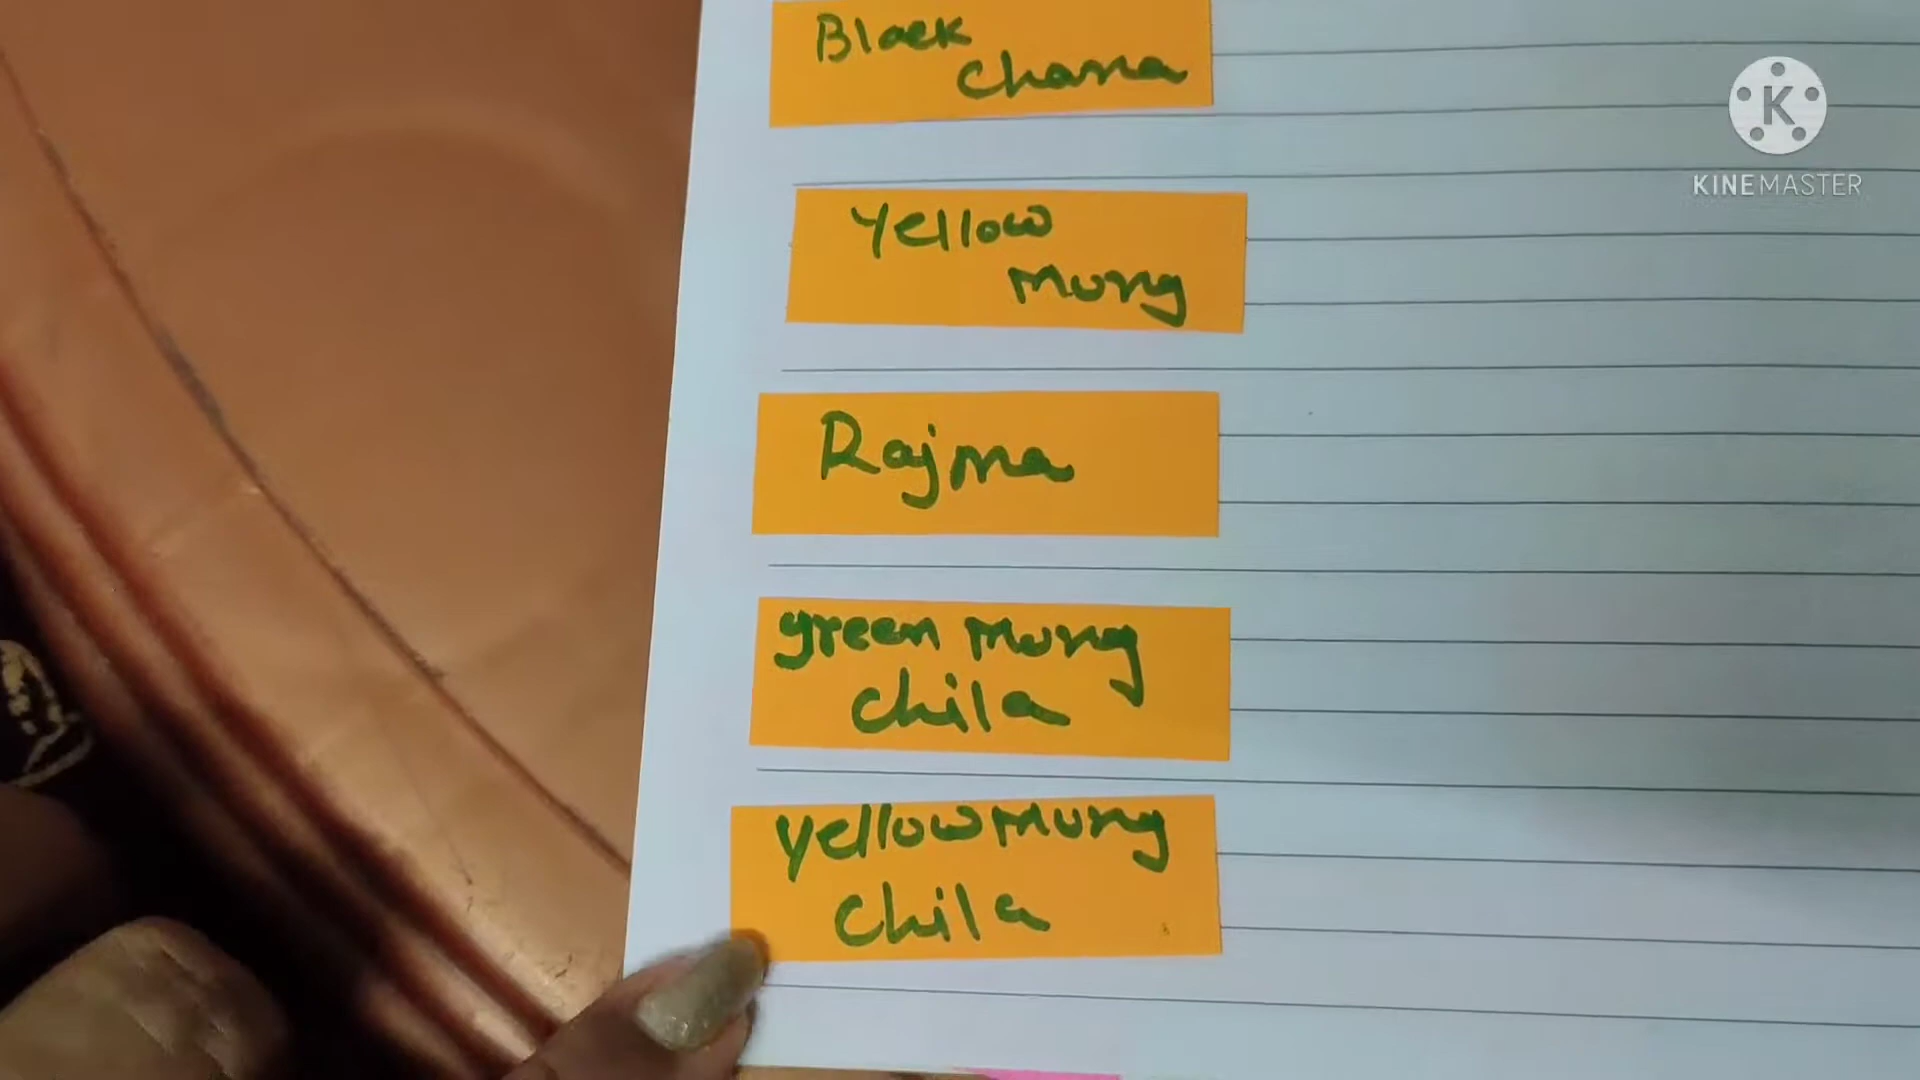 Black
Chana
Yellow
Mung
Rajma
green Mung
Chila
Yellow Mung
Chila
K
KINEMASTER